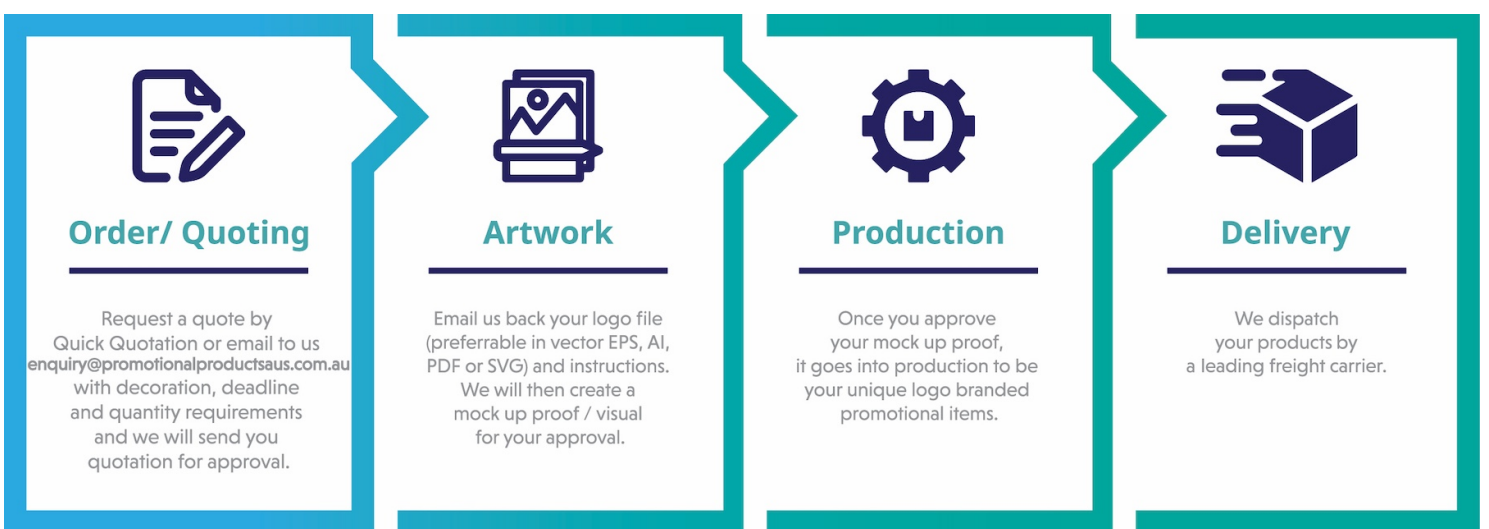 Order/ Quoting
Request a quote by
Quick Quotation or email to us
enquiry@promotionalproductsaus.com.au
with decoration, deadline
and quantity requirements
and we will send you
quotation for approval.
Artwork
Email us back your logo file
(preferrable in vector EPS, AI,
PDF or SVG) and instructions.
We will then create a
mock up proof / visual
for your approval.
Production
Once you approve
your mock up proof,
it goes into production to be
your unique logo branded
promotional items.
Delivery
We dispatch
your products by
a leading freight carrier.